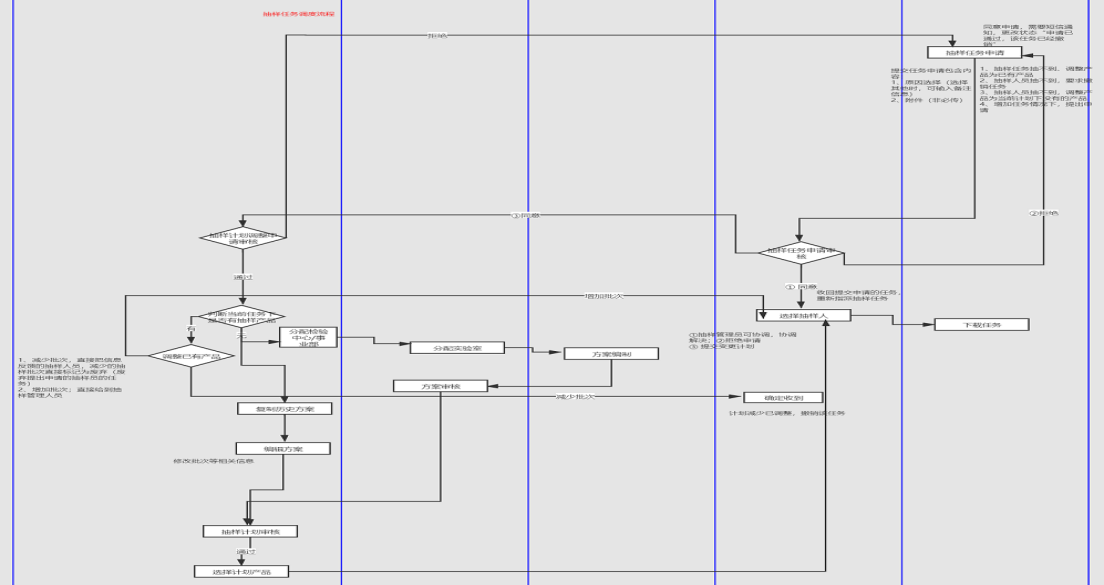 抽样任务调度流程
拒绝
同意申请，需要短信通
知，更改状态“申请已
通过，该任务已经撤
销”
抽样任务申请
提交任务申请包含内
容
1、原因选择（选择
其他时，可输入备注
信息）
2、附件（非必传）
1、抽样任务抽不到，调整产
品为已有产品
2、抽样人员抽不到，要求撤
销任务
3、抽样人员抽不到，调整产
品为当前计划下没有的产品
4、增加任务情况下，提出申
请
①同意
②拒绝
抽样计划调整申
请审核
抽样任务申请审
核
通过
① 同意
收回提交申请的任务，
重新指派抽样任务
增加批次
判断当前任务下
是否有抽样产品
选择抽样人
下载任务
有
无
分配检验
中心/事
业部
①抽样管理员可协调，协调
解决；②拒绝申请
③ 提交变更计划
分配实验室
方案编制
调整已有产品
1、减少批次，直接把信息
反馈的抽样人员，减少的抽
样批次直接标记为废弃（废
弃提出申请的抽样员的任
务）
2、增加批次；直接给到抽
样管理人员
方案审核
减少批次
确定收到
计划减少已调整，撤销该任务
复制历史方案
编辑方案
修改批次等相关信息
抽样计划审核
通过
选择计划产品